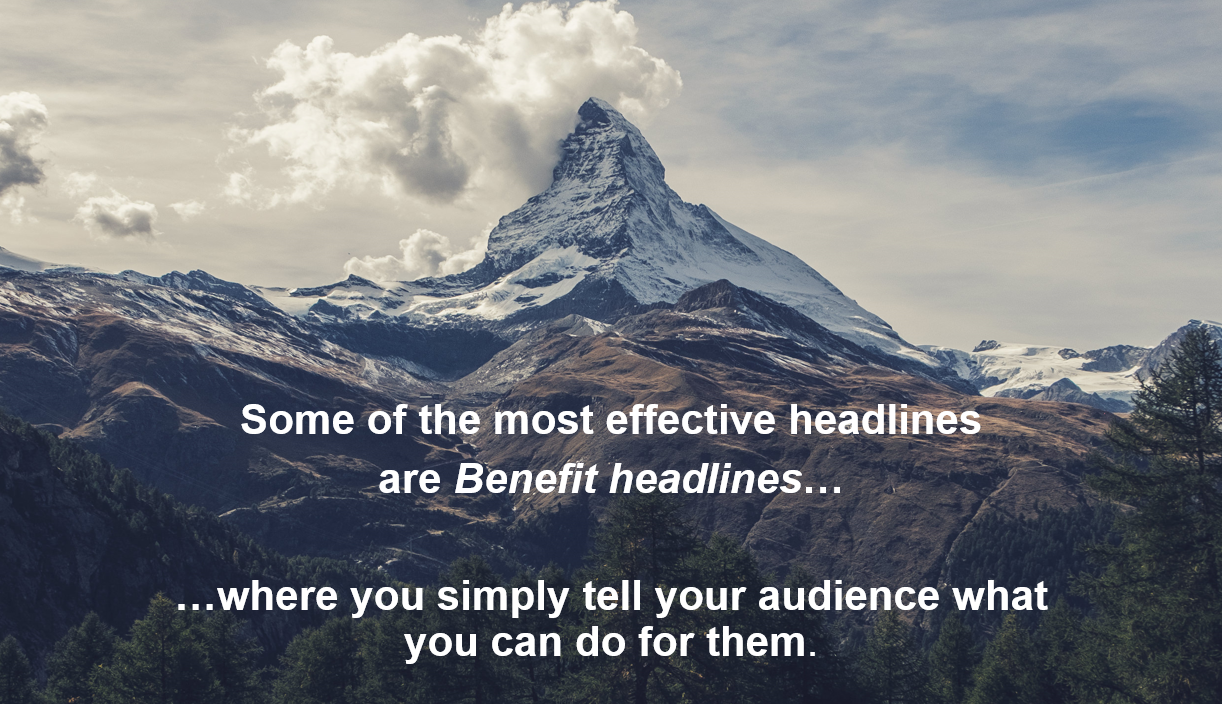 Some of the most effective headlines
are Benefit headlines…
…where you simply tell your audience what
you can do for them.